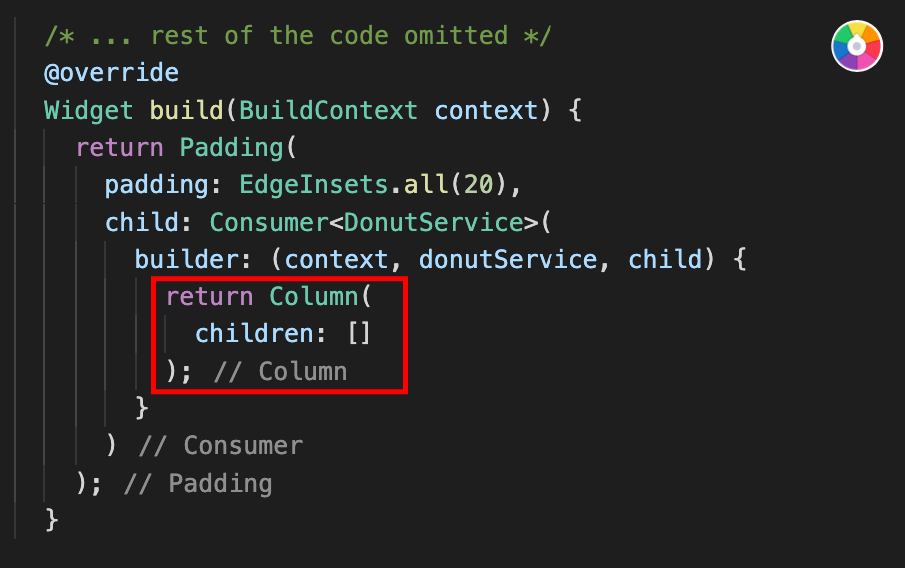 /* ... rest of the code omitted */
@override
Widget build(BuildContext context) {
return Padding(
padding: EdgeInsets.all(20),
child: Consumer<DonutService>(
builder: (context, donutService, child) {
return Column(
children: []
); // Column
}
) // Consumer
); // Padding
}